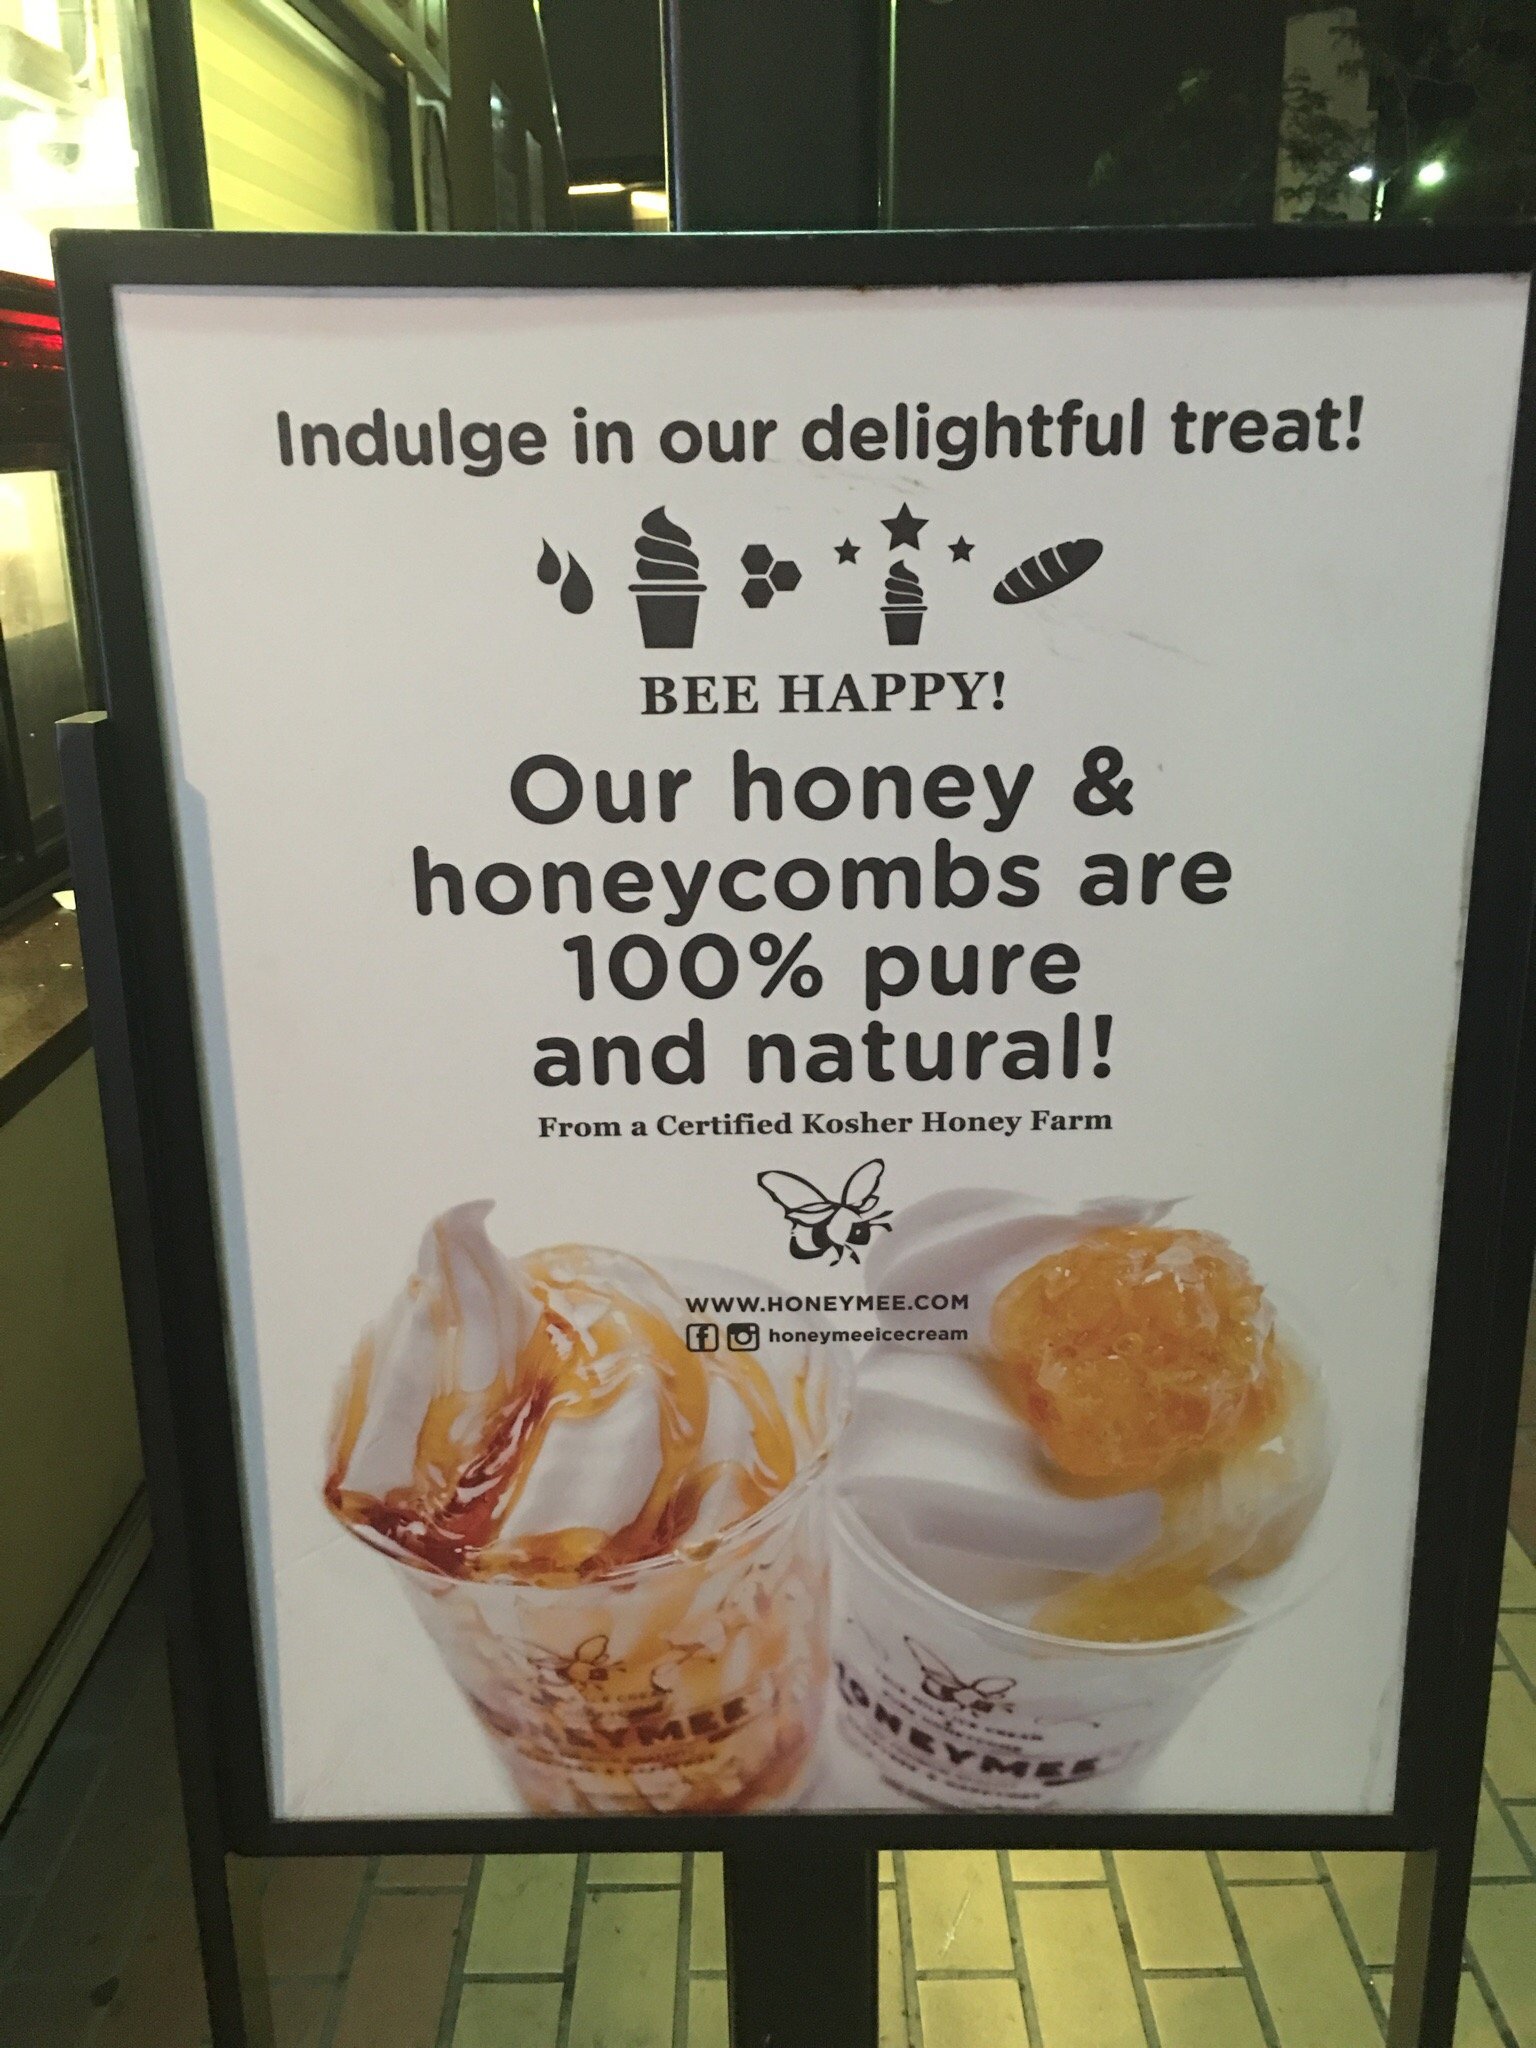 Indulge in our delightful treat!
BEE HAPPY!
Our honey &
honeycombs are
100% pure
and natural!
From a Certified Kosher Honey Farm
WWW.HONEYMEE.COM
honeymeeicecream
HONEYMEE
HONEYMEE